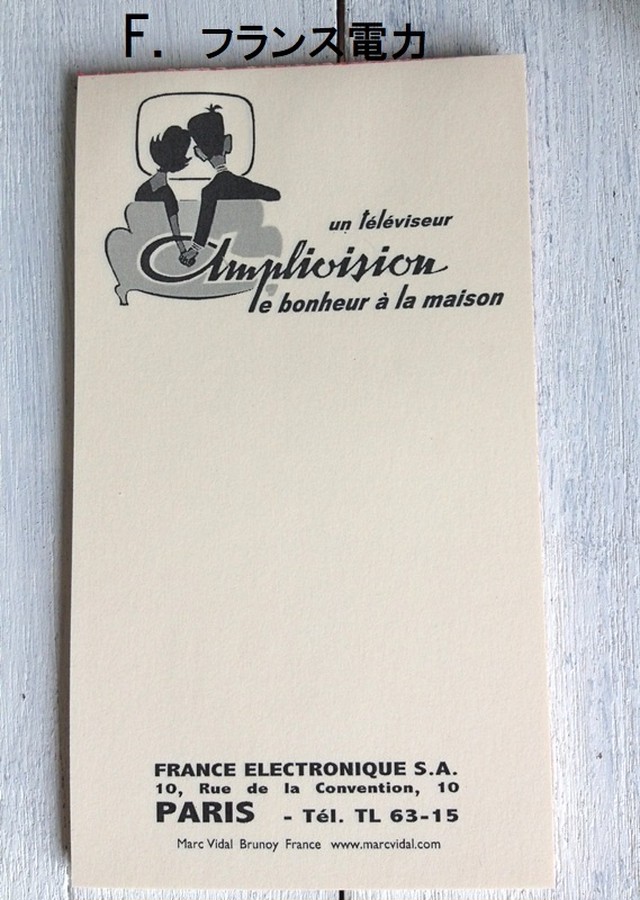 F. フランス電力
un téléviseur
Amplivision
le bonheur à la maison
FRANCE ELECTRONIQUE S.A.
10, Rue de la Convention, 10
PARIS - Tél. TL 63-15
Marc Vidal Brunoy France www.marcvidal.com